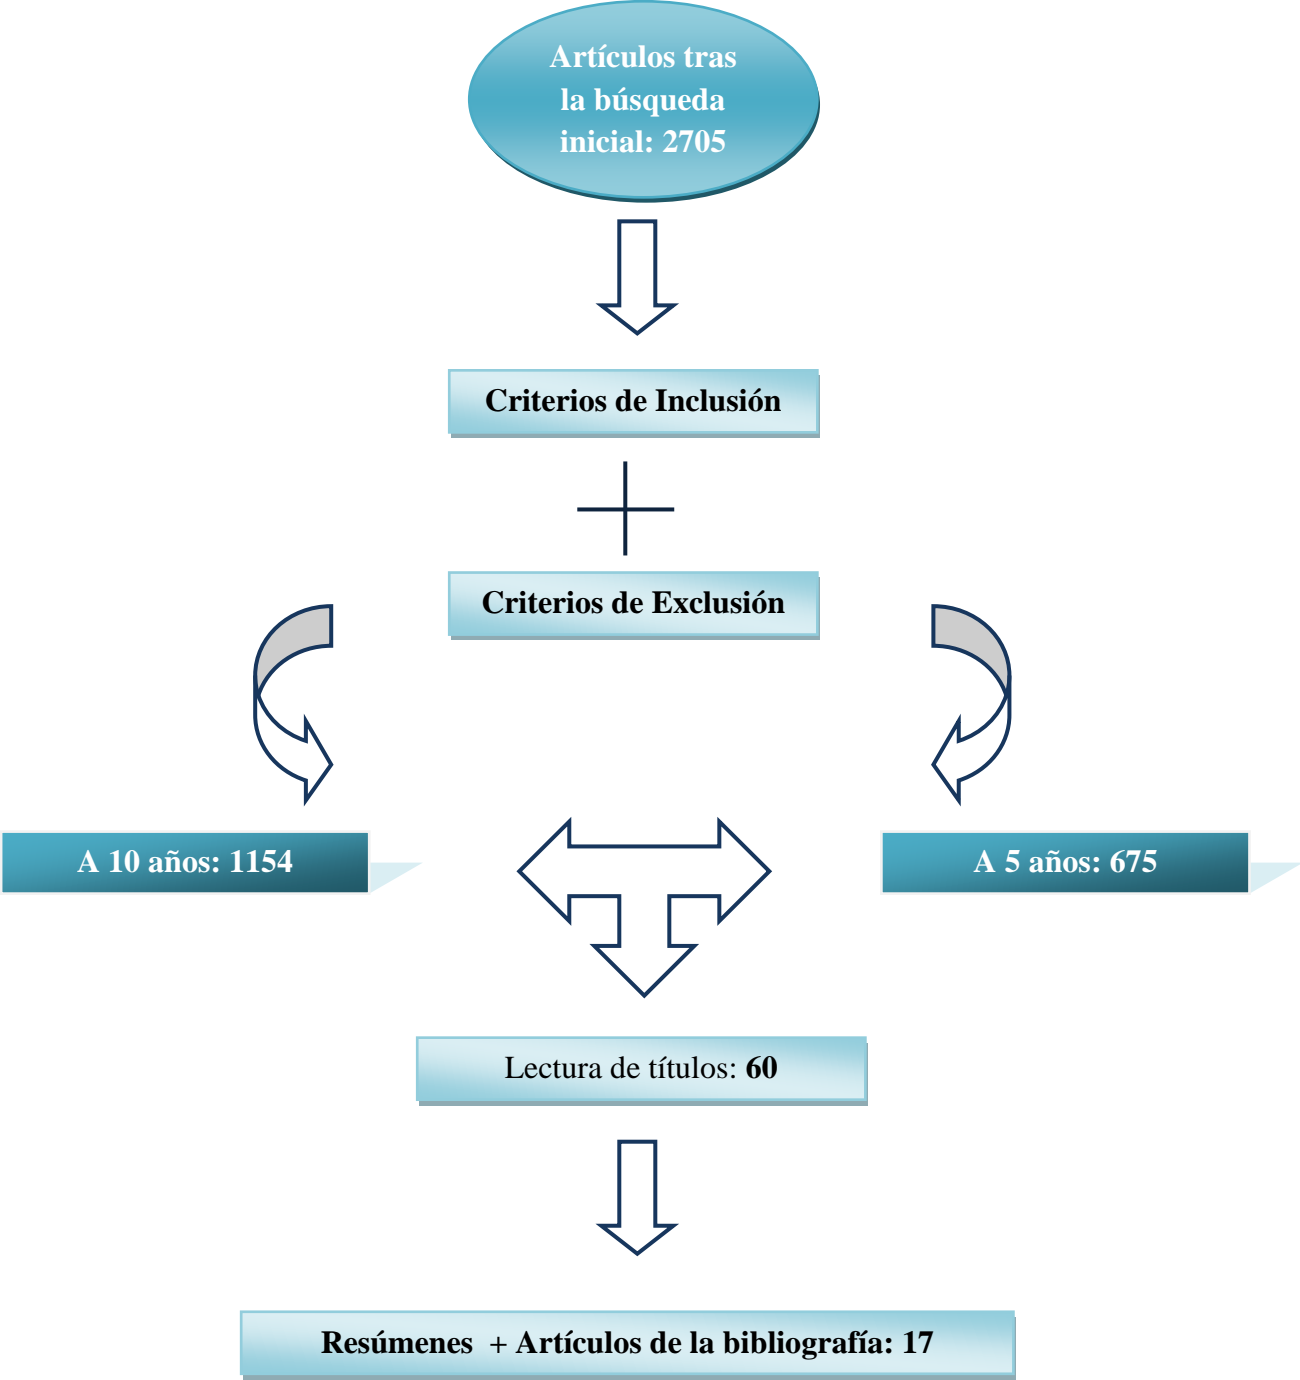 Artículos tras
la búsqueda
inicial: 2705
Criterios de Inclusión
Criterios de Exclusión
A 10 años: 1154
A 5 años: 675
Lectura de títulos: 60
Resúmenes + Artículos de la bibliografía: 17